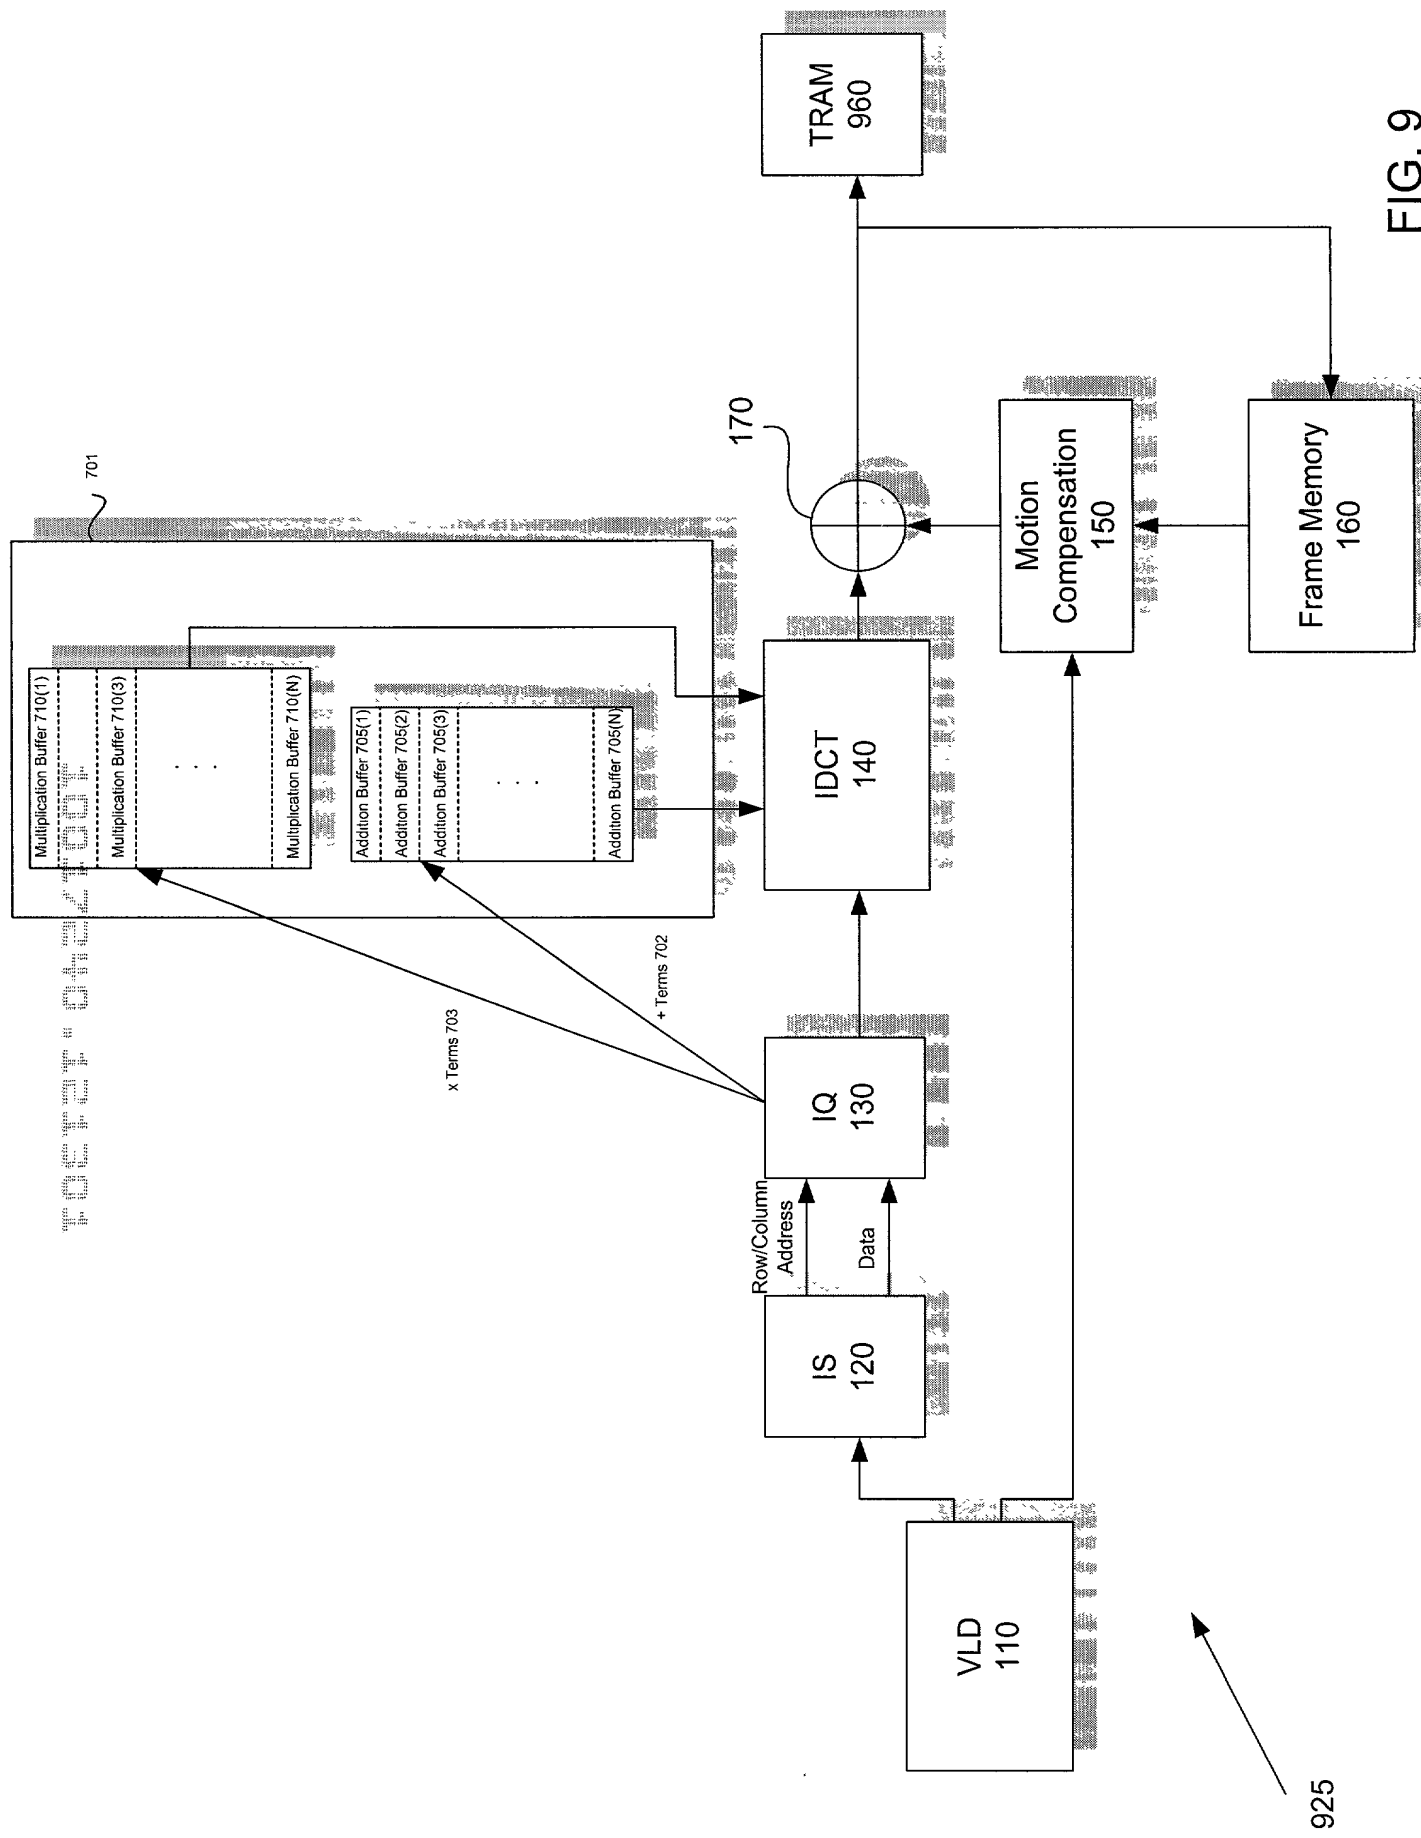 701
Multiplication Buffer 710(1)
Multiplication Buffer 710(3)
. . .
Multiplication Buffer 710(N)
Addition Buffer 705(1)
Addition Buffer 705(2)
Addition Buffer 705(3)
. . .
Addition Buffer 705(N)
x Terms 703
+ Terms 702
VLD
110
IS
120
Row/Column
Address
Data
IQ
130
IDCT
140
170
TRAM
960
Motion
Compensation
150
Frame Memory
160
925
FIG. 9